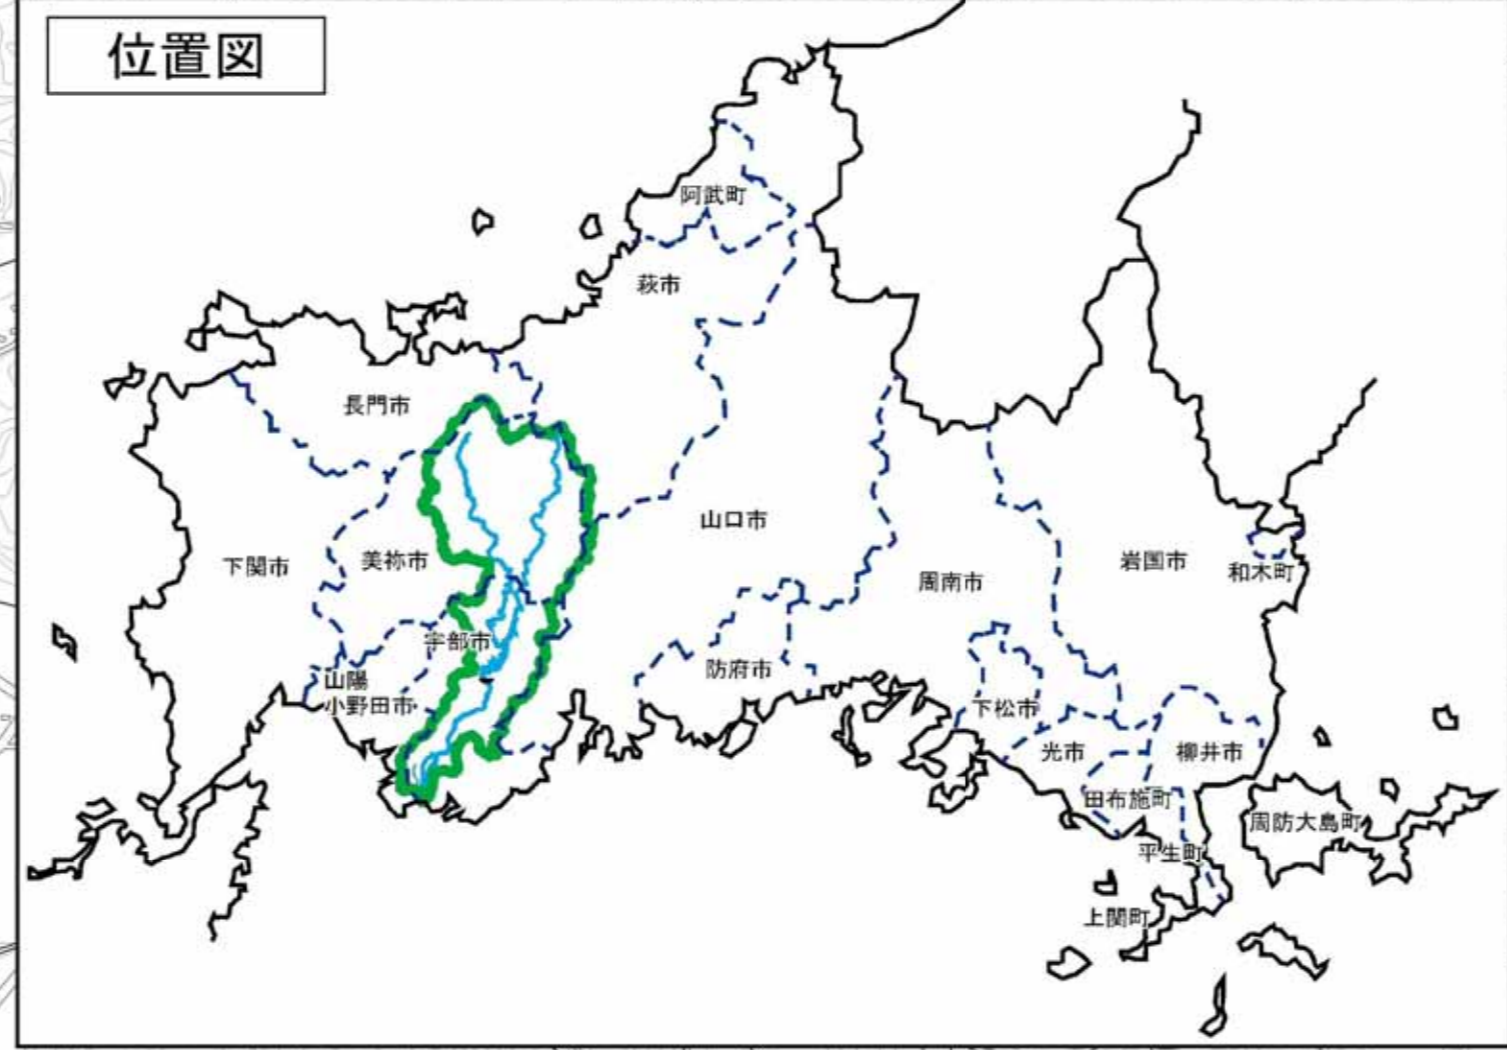 位置図
阿武町
萩市
長門市
山口市
下関市
美祢市
周南市
岩国市
和木町
宇部市
防府市
山陽
小野田市
下松市
光市
柳井市
田布施町
周防大島町
平生町
上関町